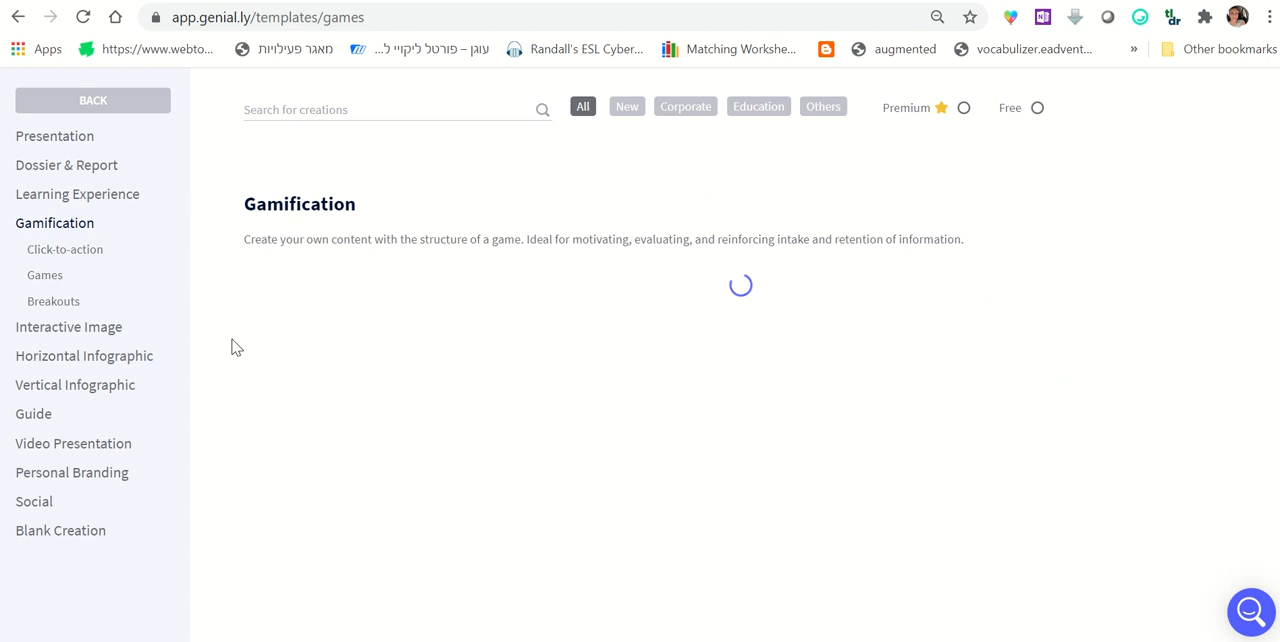 app.genial.ly/templates/games
Apps
https://www.webto...
מאגר פעילויות
עוגן – פורטל ליקויי ל...
Randall's ESL Cyber...
Matching Workshe...
augmented
vocabulizer.eadvent...
»
Other bookmarks
tl;dr
BACK
Presentation
Dossier & Report
Learning Experience
Gamification
Click-to-action
Games
Breakouts
Interactive Image
Horizontal Infographic
Vertical Infographic
Guide
Video Presentation
Personal Branding
Social
Blank Creation
Search for creations
All
New
Corporate
Education
Others
Premium
Free
Gamification
Create your own content with the structure of a game. Ideal for motivating, evaluating, and reinforcing intake and retention of information.